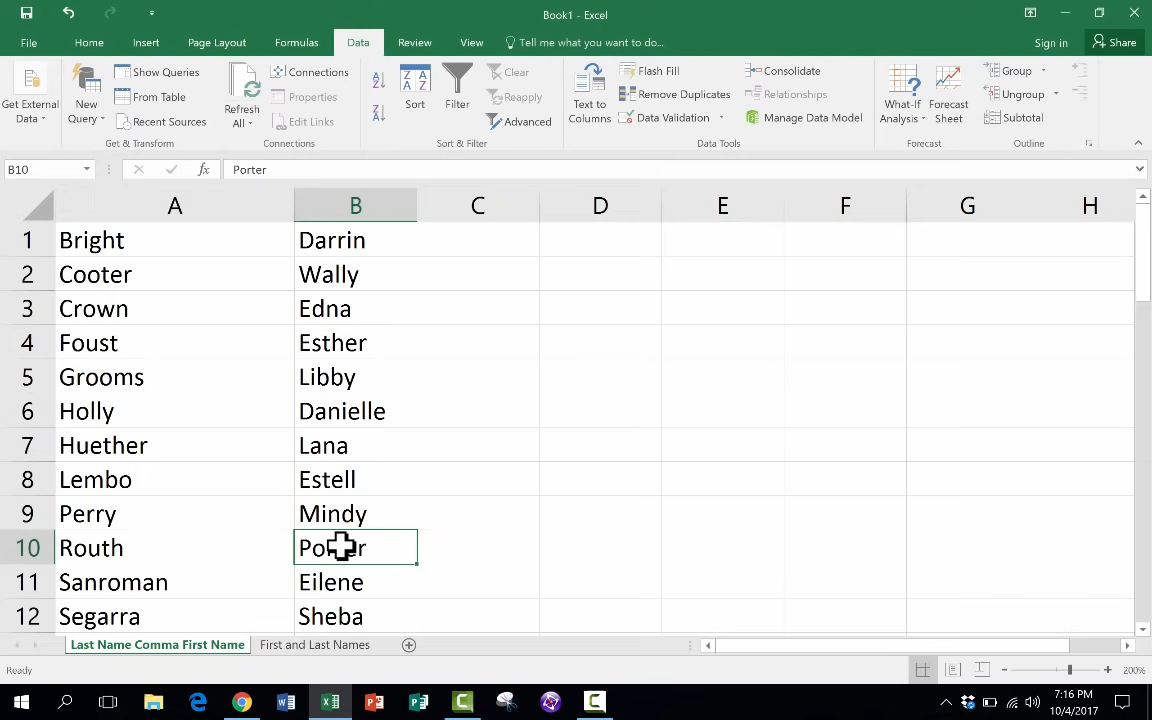 Book1 - Excel
File Home Insert Page Layout Formulas Data Review View Tell me what you want to do... Sign in Share
Get External Data
New Query
Show Queries
From Table
Recent Sources
Get & Transform
Refresh All
Connections
Properties
Edit Links
Connections
Sort
Filter
Clear
Reapply
Advanced
Sort & Filter
Text to Columns
Flash Fill
Remove Duplicates
Data Validation
Consolidate
Relationships
Manage Data Model
Data Tools
What-If Analysis
Forecast Sheet
Forecast
Group
Ungroup
Subtotal
Outline
B10 fx Porter
A B C D E F G H
1 Bright Darrin
2 Cooter Wally
3 Crown Edna
4 Foust Esther
5 Grooms Libby
6 Holly Danielle
7 Huether Lana
8 Lembo Estell
9 Perry Mindy
10 Routh Porter
11 Sanroman Eilene
12 Segarra Sheba
Last Name Comma First Name First and Last Names
Ready 200%
7:16 PM
10/4/2017